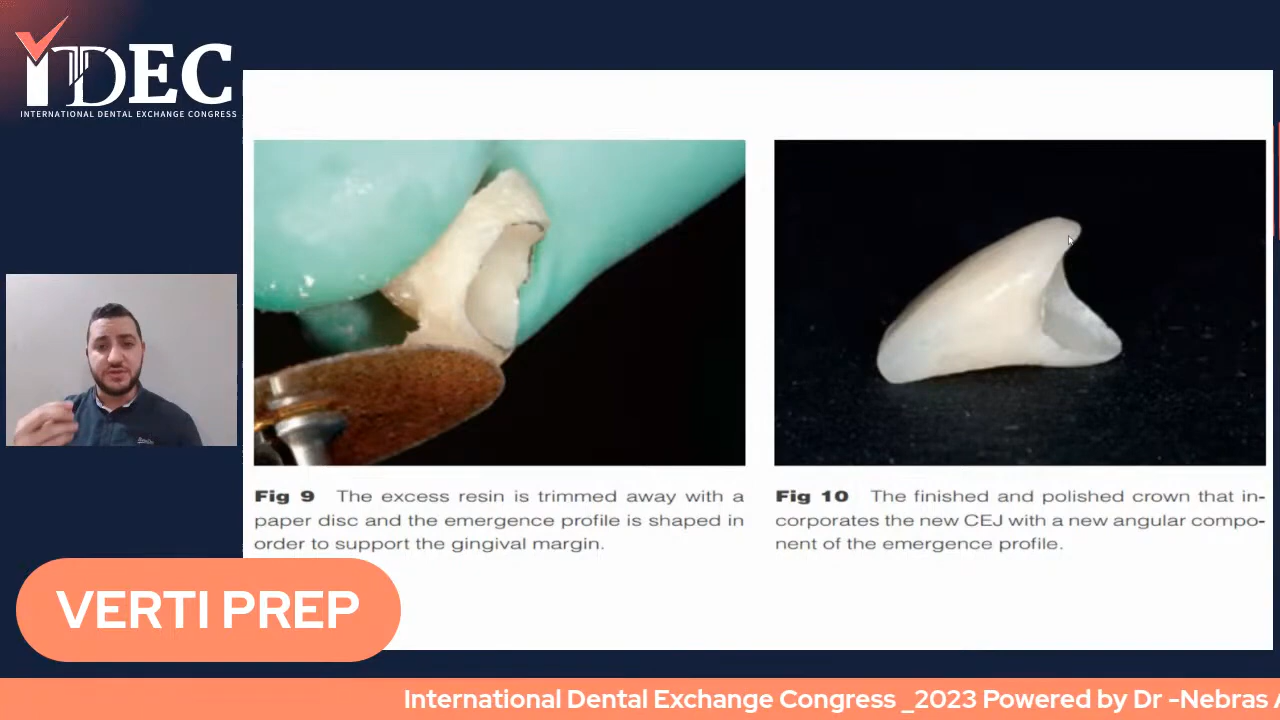 IDEC
INTERNATIONAL DENTAL EXCHANGE CONGRESS
Fig 9 The excess resin is trimmed away with a
paper disc and the emergence profile is shaped in
order to support the gingival margin.
Fig 10 The finished and polished crown that in-
corporates the new CEJ with a new angular compo-
nent of the emergence profile.
VERTI PREP
International Dental Exchange Congress _2023 Powered by Dr -Nebras